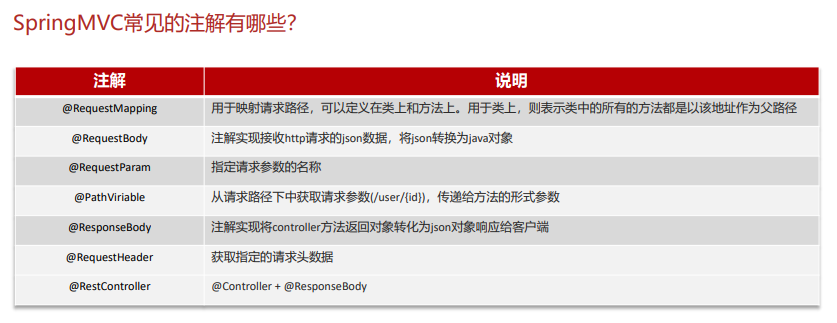 SpringMVC常见的注解有哪些?
注解 说明
@RequestMapping 用于映射请求路径，可以定义在类上和方法上。用于类上，则表示类中的所有的方法都是以该地址作为父路径
@RequestBody 注解实现接收http请求的json数据，将json转换为java对象
@RequestParam 指定请求参数的名称
@PathViriable 从请求路径下中获取请求参数(/user/{id})，传递给方法的形式参数
@ResponseBody 注解实现将controller方法返回对象转化为json对象响应给客户端
@RequestHeader 获取指定的请求头数据
@RestController @Controller + @ResponseBody